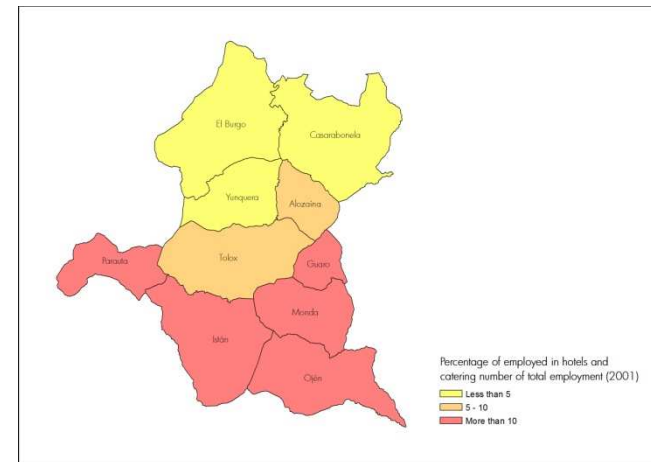 El Burgo
Casarabonela
Yunquera
Alozaina
Tolox
Parauta
Guaro
Monda
Istán
Ojén
Percentage of employed in hotels and
catering number of total employment (2001)
Less than 5
5 - 10
More than 10